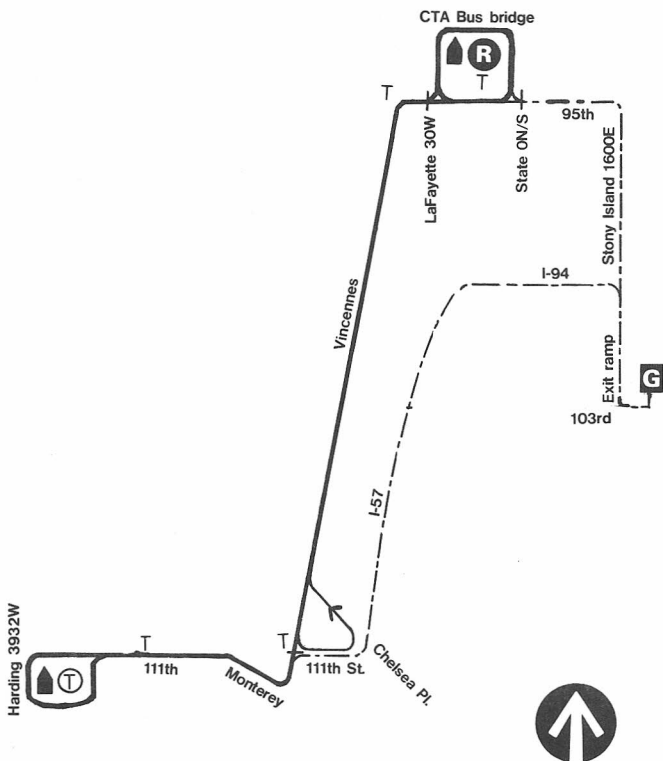 CTA Bus bridge
R
T
T
95th
LaFayette 30W
State 0N/S
Stony Island 1600E
I-94
Vincennes
Exit ramp
G
103rd
I-57
Harding 3932W
T
T
111th
T
111th St.
Monterey
Chelsea Pl.